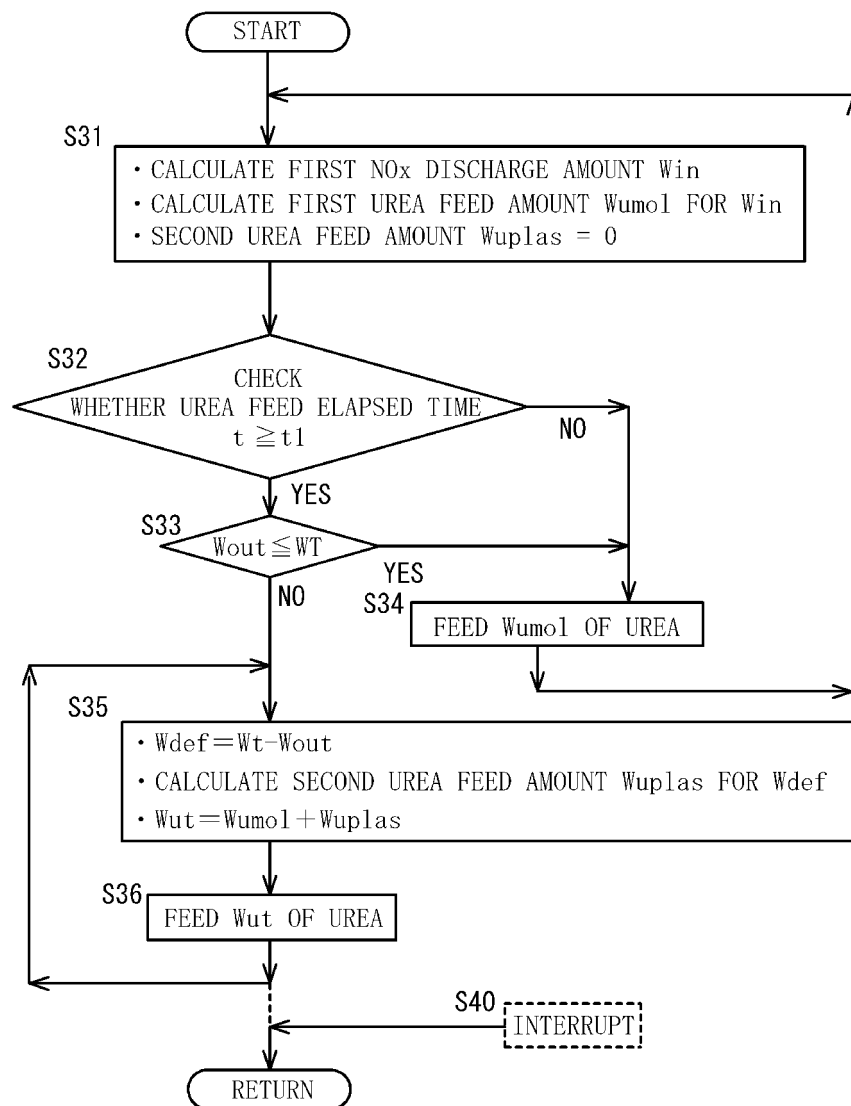 START
S31
・CALCULATE FIRST NOx DISCHARGE AMOUNT Win
・CALCULATE FIRST UREA FEED AMOUNT Wumol FOR Win
・SECOND UREA FEED AMOUNT Wuplas = 0
S32
CHECK
WHETHER UREA FEED ELAPSED TIME
t ≧ t1
NO
YES
S33
Wout≦WT
YES
NO
S34
FEED Wumol OF UREA
S35
・Wdef=Wt-Wout
・CALCULATE SECOND UREA FEED AMOUNT Wuplas FOR Wdef
・Wut=Wumol+Wuplas
S36
FEED Wut OF UREA
S40
INTERRUPT
RETURN